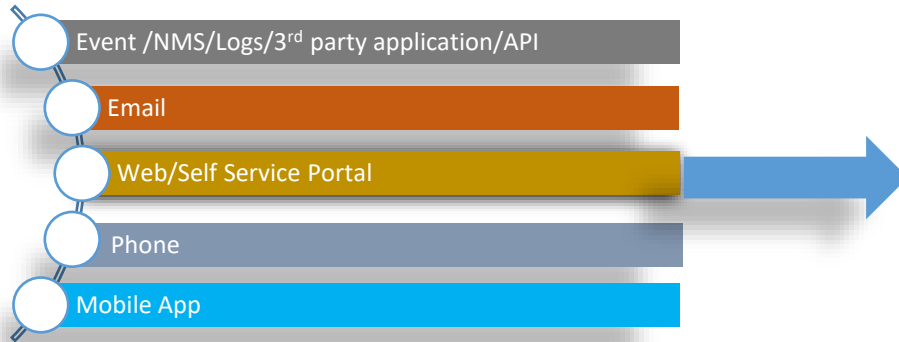 Event /NMS/Logs/3rd party application/API
Email
Web/Self Service Portal
Phone
Mobile App